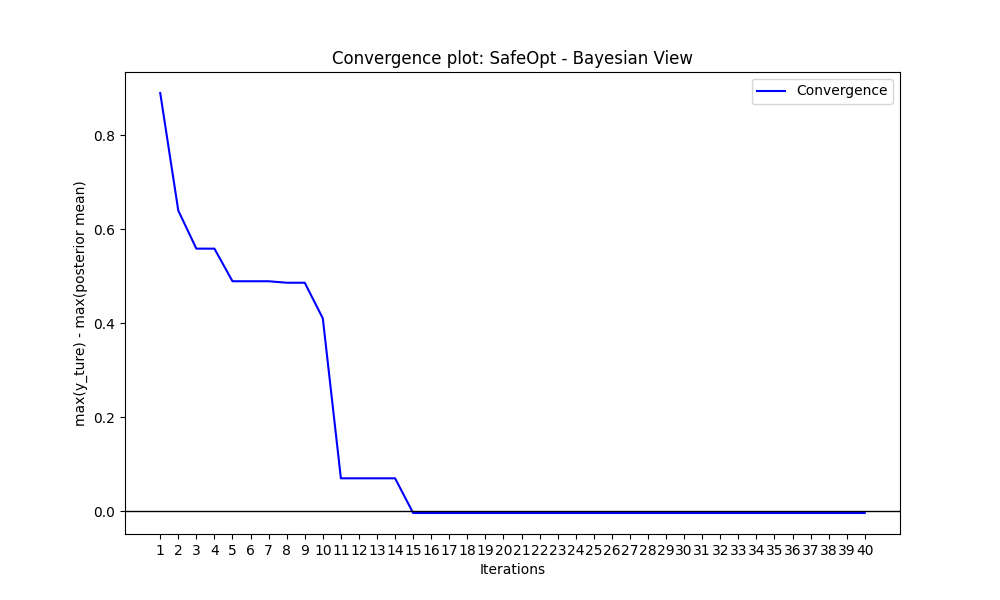 Convergence plot: SafeOpt - Bayesian View
Convergence
max(y_ture) - max(posterior mean)
0.8
0.6
0.4
0.2
0.0
1 2 3 4 5 6 7 8 9 10 11 12 13 14 15 16 17 18 19 20 21 22 23 24 25 26 27 28 29 30 31 32 33 34 35 36 37 38 39 40
Iterations